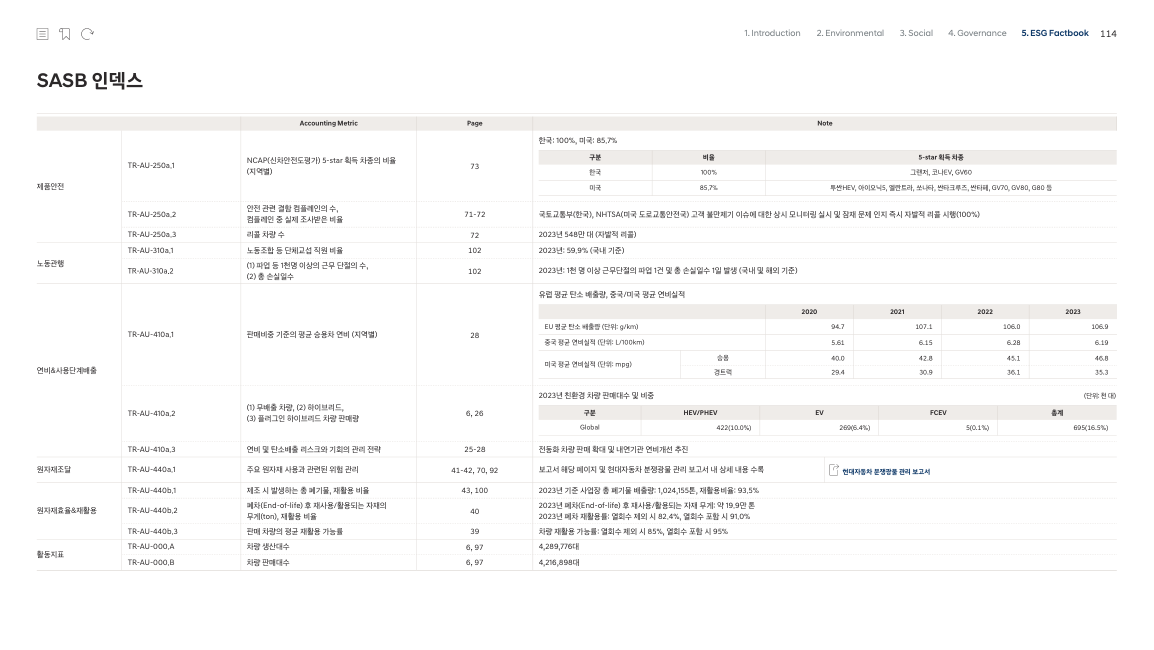 1. Introduction 2. Environmental 3. Social 4. Governance 5. ESG Factbook 114
SASB 인덱스
Accounting Metric Page Note
제품안전
TR-AU-250a.1
NCAP(신차안전도평가) 5-star 획득 차종의 비율
(지역별)
73
한국: 100%, 미국: 85.7%
구분 비율 5-star 획득 차종
한국 100% 그랜저, 코나EV, GV60
미국 85.7% 투싼HEV, 아이오닉5, 엘란트라, 쏘나타, 싼타크루즈, 싼타페, GV70, GV80, G80 등
TR-AU-250a.2
안전 관련 결함 컴플레인의 수,
컴플레인 중 실제 조사받은 비율
71-72
국토교통부(한국), NHTSA(미국 도로교통안전국) 고객 불만제기 이슈에 대한 상시 모니터링 실시 및 잠재 문제 인지 즉시 자발적 리콜 시행(100%)
TR-AU-250a.3 리콜 차량 수 72 2023년 548만 대 (자발적 리콜)
노동관행
TR-AU-310a.1 노동조합 등 단체교섭 직원 비율 102 2023년: 59.9% (국내 기준)
TR-AU-310a.2
(1) 파업 등 1천명 이상의 근무 단절의 수,
(2) 총 손실일수
102
2023년: 1천 명 이상 근무단절의 파업 1건 및 총 손실일수 1일 발생 (국내 및 해외 기준)
연비&사용단계배출
TR-AU-410a.1 판매비중 기준의 평균 승용차 연비 (지역별) 28
유럽 평균 탄소 배출량, 중국/미국 평균 연비실적
2020 2021 2022 2023
EU 평균 탄소 배출량 (단위: g/km) 94.7 107.1 106.0 106.9
중국 평균 연비실적 (단위: L/100km) 5.61 6.15 6.28 6.19
미국 평균 연비실적 (단위: mpg)
승용 40.0 42.8 45.1 46.8
경트럭 29.4 30.9 36.1 35.3
TR-AU-410a.2
(1) 무배출 차량, (2) 하이브리드,
(3) 플러그인 하이브리드 차량 판매량
6, 26
2023년 친환경 차량 판매대수 및 비중 (단위: 천 대)
구분 HEV/PHEV EV FCEV 총계
Global 422(10.0%) 269(6.4%) 5(0.1%) 695(16.5%)
TR-AU-410a.3 연비 및 탄소배출 리스크와 기회의 관리 전략 25-28 전동화 차량 판매 확대 및 내연기관 연비개선 추진
원자재조달 TR-AU-440a.1 주요 원자재 사용과 관련된 위험 관리 41-42, 70, 92 보고서 해당 페이지 및 현대자동차 분쟁광물 관리 보고서 내 상세 내용 수록 현대자동차 분쟁광물 관리 보고서
원자재효율&재활용
TR-AU-440b.1 제조 시 발생하는 총 폐기물, 재활용 비율 43, 100 2023년 기준 사업장 총 폐기물 배출량: 1,024,155톤, 재활용비율: 93.5%
TR-AU-440b.2
폐차(End-of-life) 후 재사용/활용되는 자재의
무게(ton), 재활용 비율
40
2023년 폐차(End-of-life) 후 재사용/활용되는 자재 무게: 약 19.9만 톤
2023년 폐차 재활용률: 열회수 제외 시 82.4%, 열회수 포함 시 91.0%
TR-AU-440b.3 판매 차량의 평균 재활용 가능률 39 차량 재활용 가능률: 열회수 제외 시 85%, 열회수 포함 시 95%
활동지표
TR-AU-000.A 차량 생산대수 6, 97 4,289,776대
TR-AU-000.B 차량 판매대수 6, 97 4,216,898대